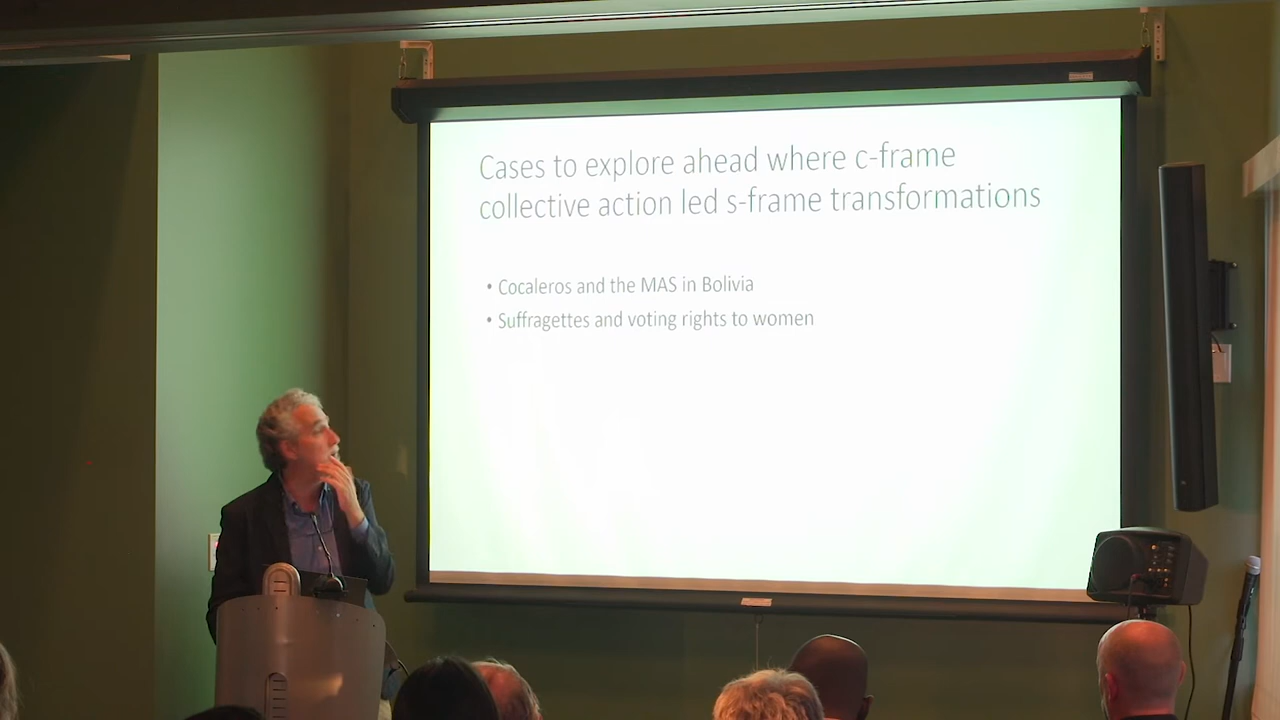 Cases to explore ahead where c-frame
collective action led s-frame transformations
• Cocaleros and the MAS in Bolivia
• Suffragettes and voting rights to women